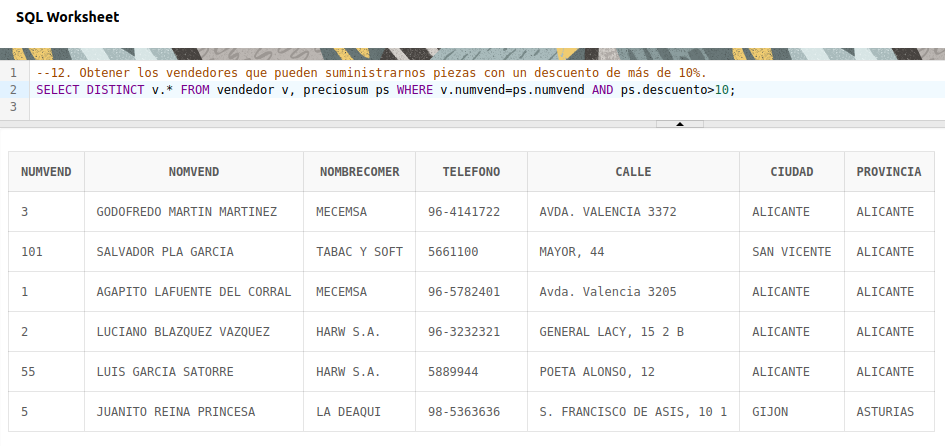 SQL Worksheet
1 --12. Obtener los vendedores que pueden suministrarnos piezas con un descuento de más de 10%.
2 SELECT DISTINCT v.* FROM vendedor v, preciosum ps WHERE v.numvend=ps.numvend AND ps.descuento>10;
3
NUMVEND NOMVEND NOMBRECOMER TELEFONO CALLE CIUDAD PROVINCIA
3 GODOFREDO MARTIN MARTINEZ MECEMSA 96-4141722 AVDA. VALENCIA 3372 ALICANTE ALICANTE
101 SALVADOR PLA GARCIA TABAC Y SOFT 5661100 MAYOR, 44 SAN VICENTE ALICANTE
1 AGAPITO LAFUENTE DEL CORRAL MECEMSA 96-5782401 Avda. Valencia 3205 ALICANTE ALICANTE
2 LUCIANO BLAZQUEZ VAZQUEZ HARW S.A. 96-3232321 GENERAL LACY, 15 2 B ALICANTE ALICANTE
55 LUIS GARCIA SATORRE HARW S.A. 5889944 POETA ALONSO, 12 ALICANTE ALICANTE
5 JUANITO REINA PRINCESA LA DEAQUI 98-5363636 S. FRANCISCO DE ASIS, 10 1 GIJON ASTURIAS